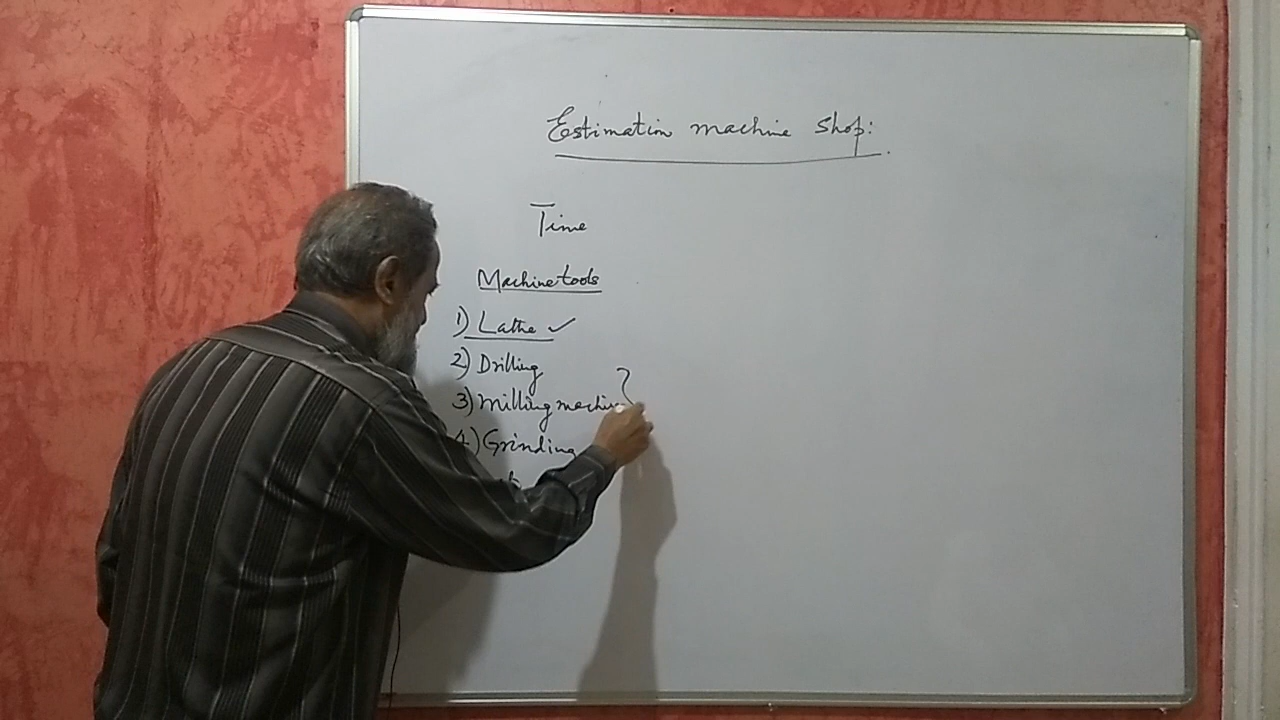 Estimation machine shop:
Time
Machine tools
1) Lathe ✓
2) Drilling
3) Milling machine
4) Grinding